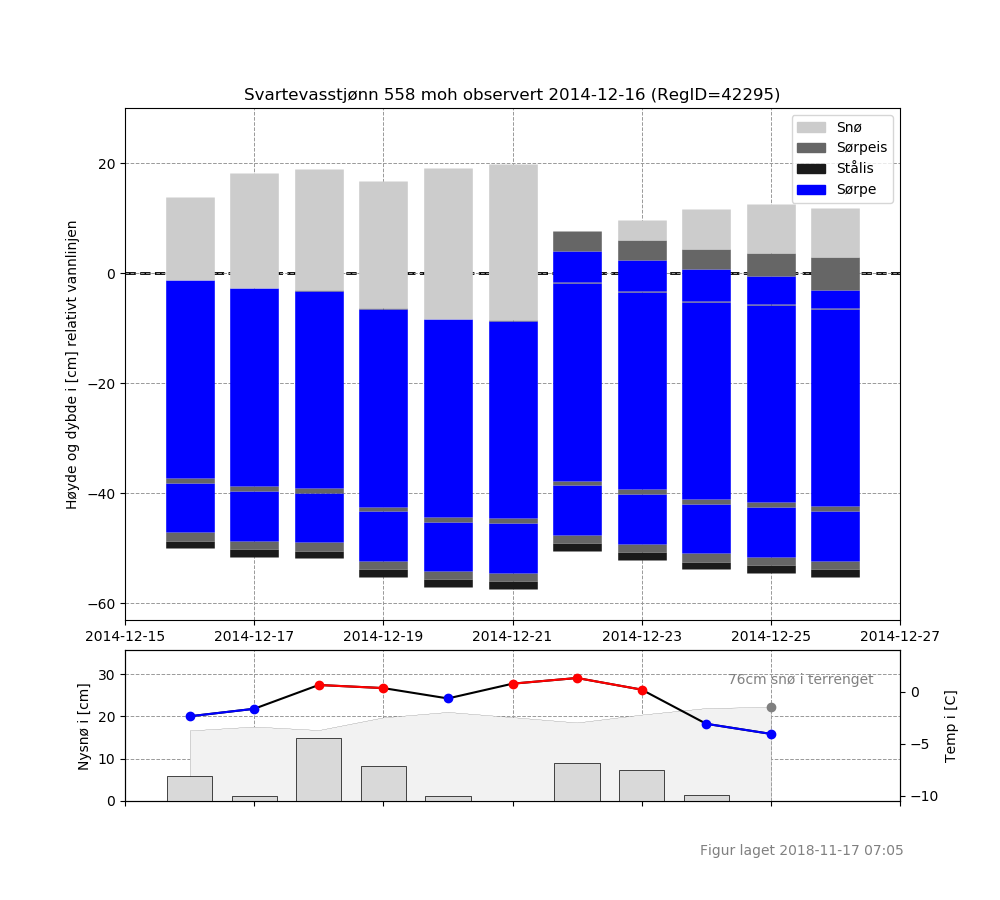 Svartevasstjønn 558 moh observert 2014-12-16 (RegID=42295)
Snø
Sørpeis
Stålis
Sørpe
Høyde og dybde i [cm] relativt vannlinjen
20
0
−20
−40
−60
2014-12-15 2014-12-17 2014-12-19 2014-12-21 2014-12-23 2014-12-25 2014-12-27
76cm snø i terrenget
Nysnø i [cm]
30
20
10
0
Temp i [C]
0
−5
−10
Figur laget 2018-11-17 07:05